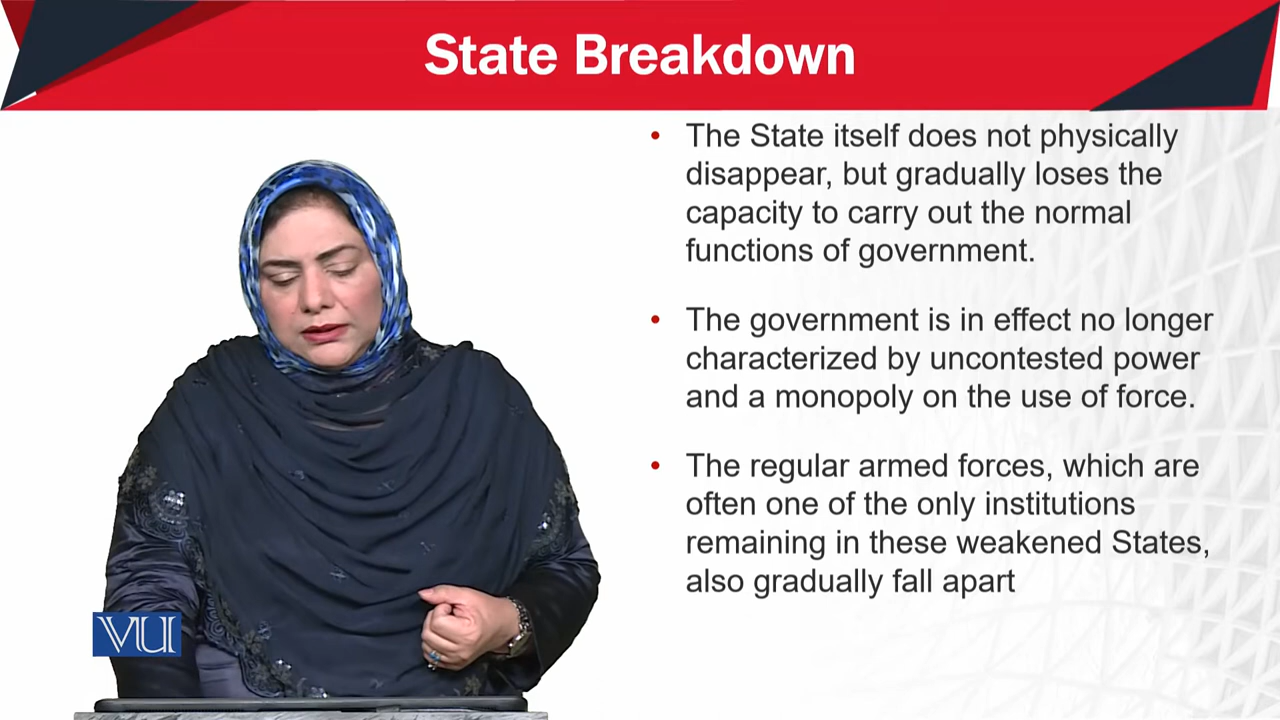 State Breakdown
• The State itself does not physically
disappear, but gradually loses the
capacity to carry out the normal
functions of government.
• The government is in effect no longer
characterized by uncontested power
and a monopoly on the use of force.
• The regular armed forces, which are
often one of the only institutions
remaining in these weakened States,
also gradually fall apart
VU